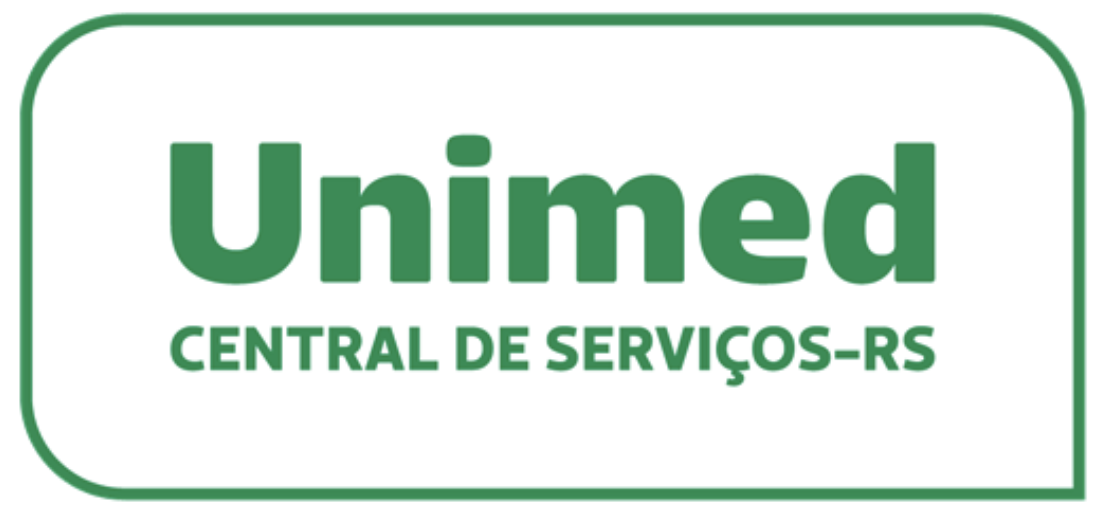 Unimed
CENTRAL DE SERVIÇOS-RS